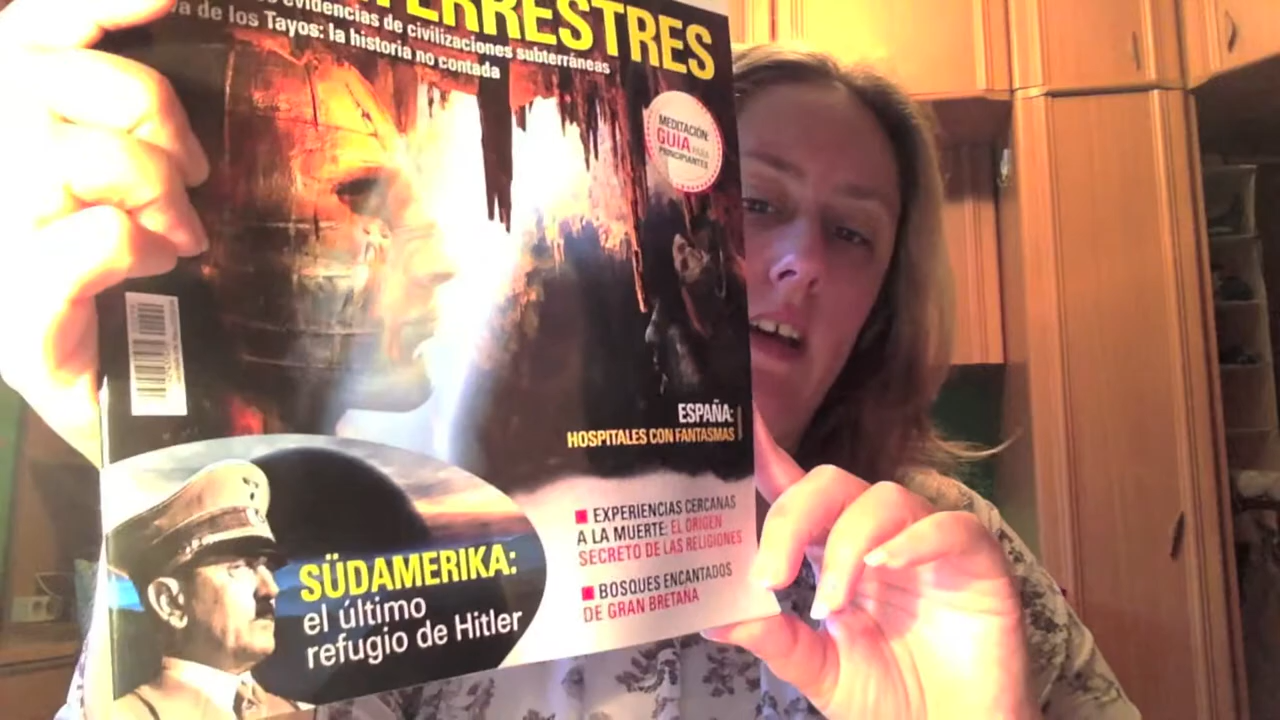 TERRESTRES
evidencias de civilizaciones subterráneas
de los Tayos: la historia no contada
MEDITACIÓN:
GUIA PARA
PRINCIPIANTES
ESPAÑA:
HOSPITALES CON FANTASMAS
EXPERIENCIAS CERCANAS
A LA MUERTE: EL ORIGEN
SECRETO DE LAS RELIGIONES
BOSQUES ENCANTADOS
DE GRAN BRETAÑA
SÜDAMERIKA:
el último
refugio de Hitler